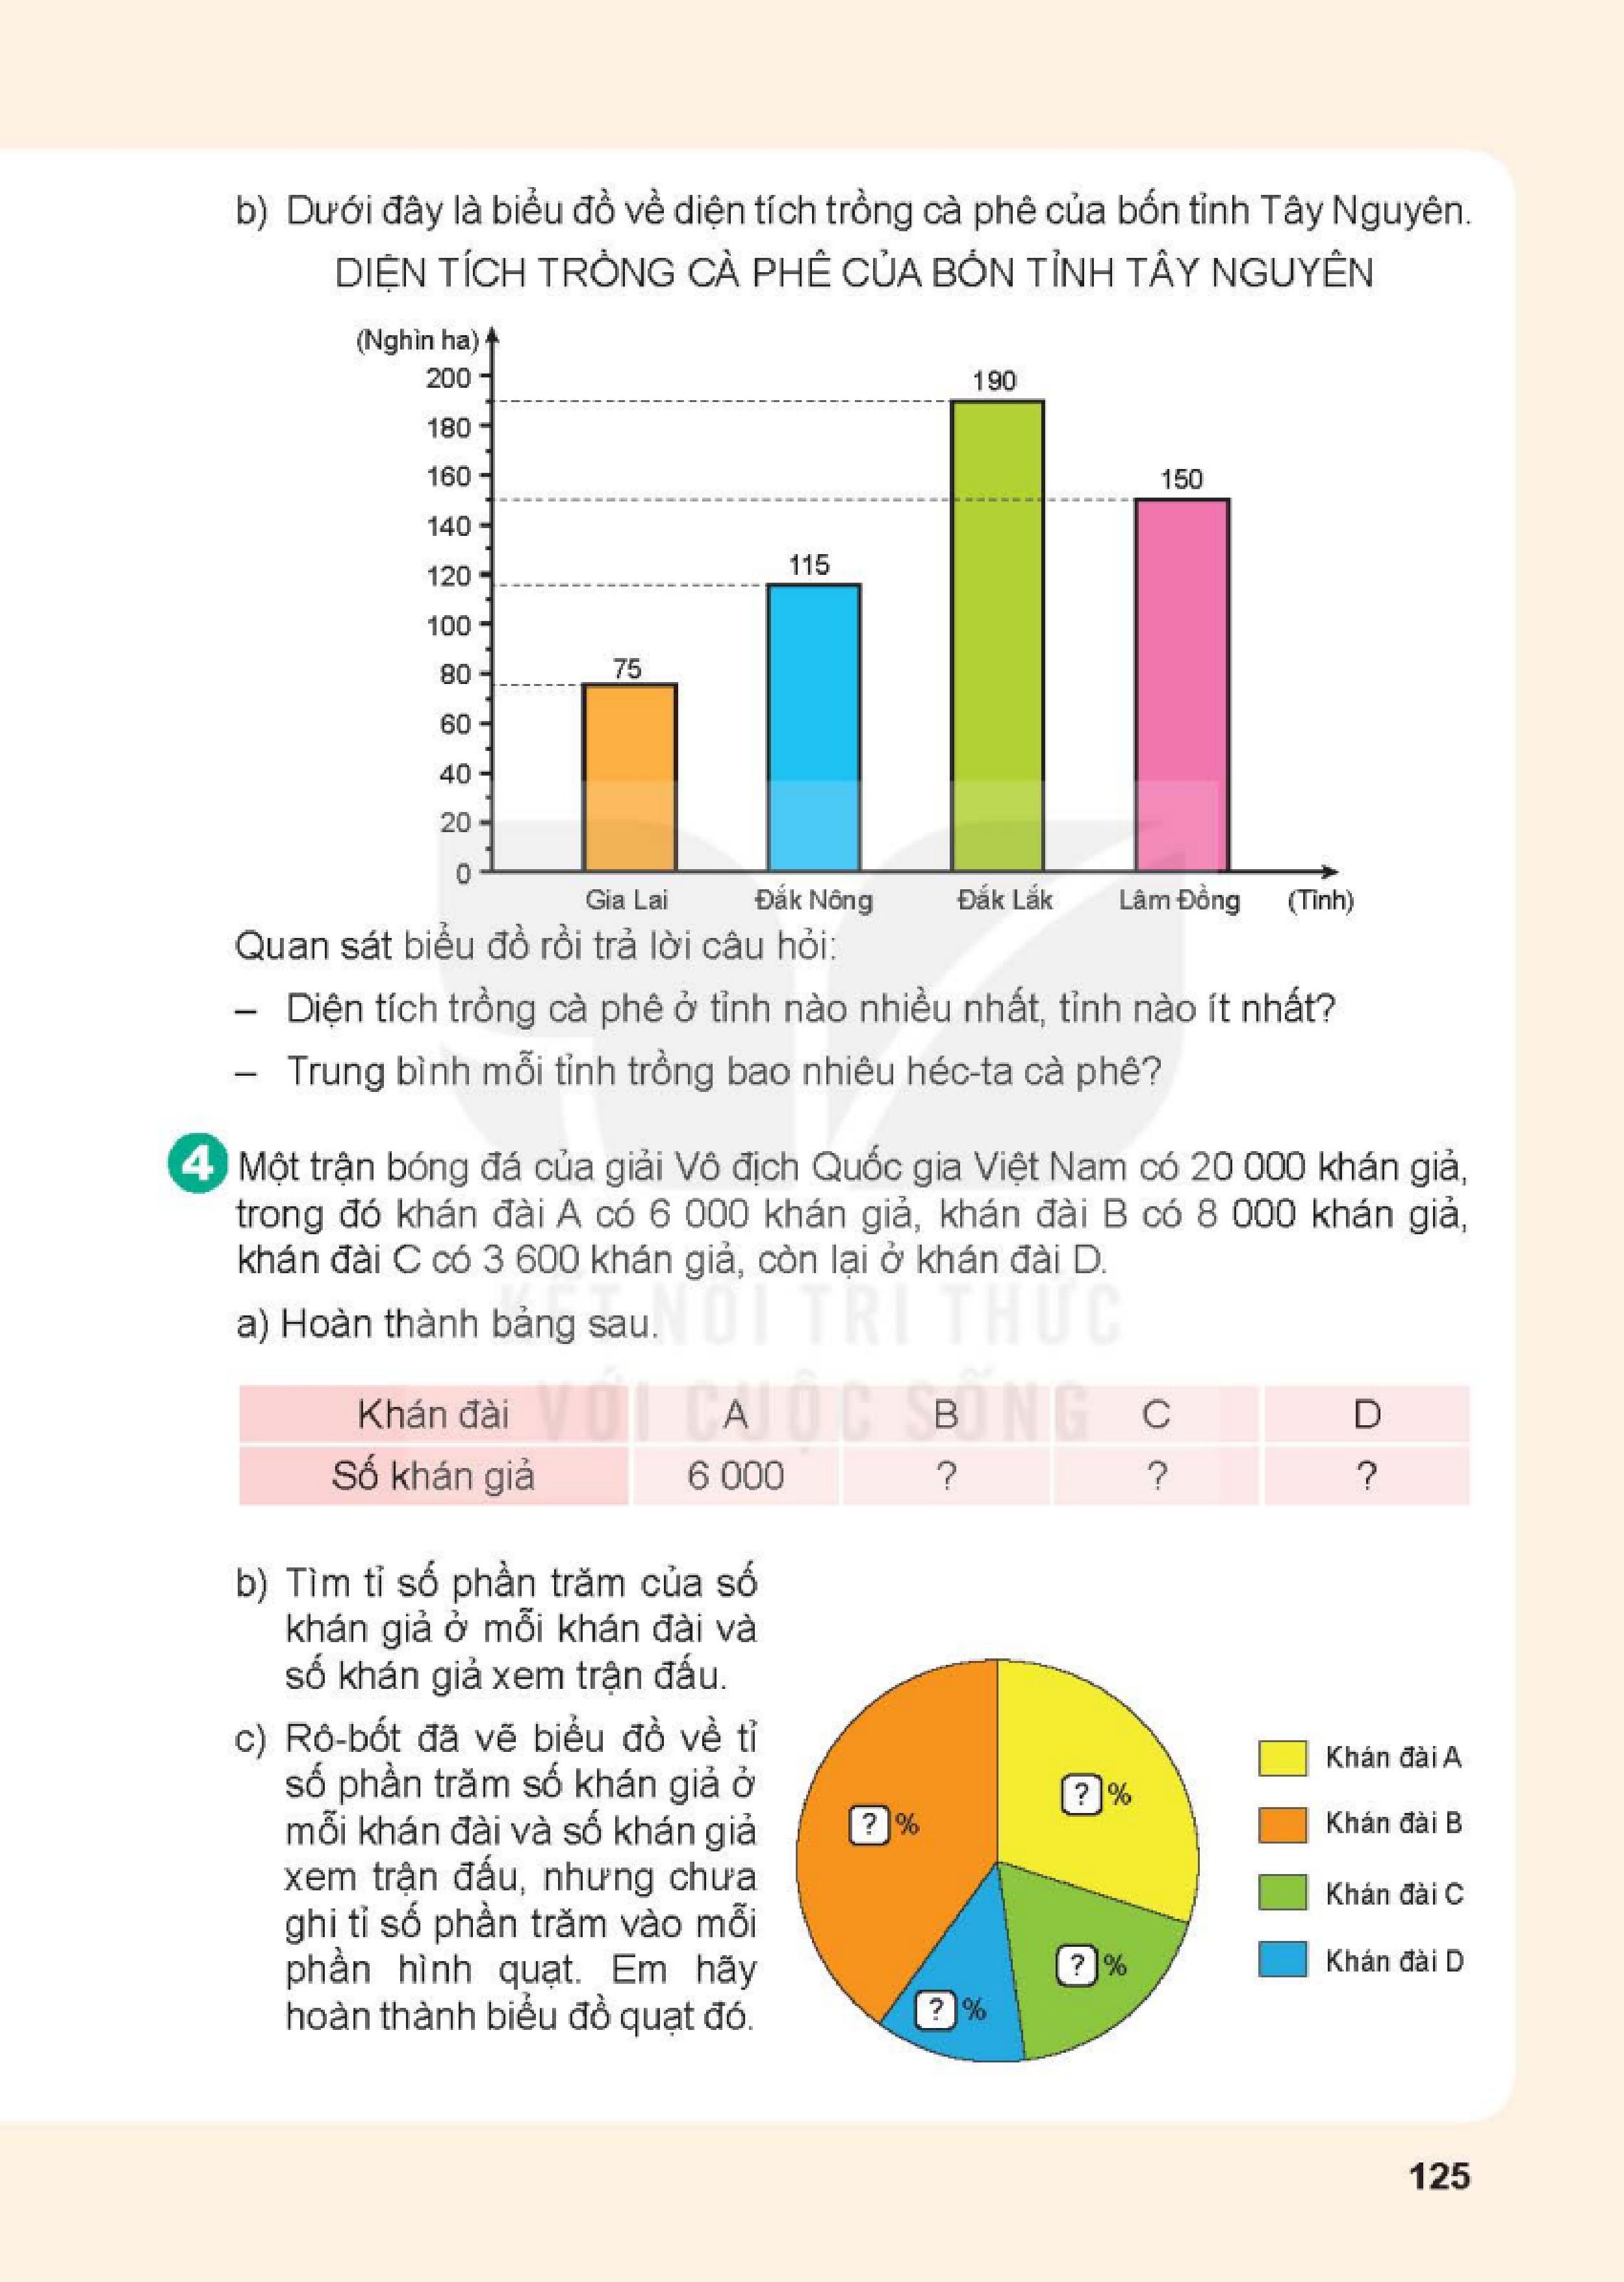 b) Dưới đây là biểu đồ về diện tích trồng cà phê của bốn tỉnh Tây Nguyên.
DIỆN TÍCH TRỒNG CÀ PHÊ CỦA BỐN TỈNH TÂY NGUYÊN
(Nghìn ha)
200
190
180
160
150
140
120
115
100
80
75
60
40
20
0
Gia Lai Đắk Nông Đắk Lắk Lâm Đồng (Tỉnh)
Quan sát biểu đồ rồi trả lời câu hỏi:
– Diện tích trồng cà phê ở tỉnh nào nhiều nhất, tỉnh nào ít nhất?
– Trung bình mỗi tỉnh trồng bao nhiêu héc-ta cà phê?
4 Một trận bóng đá của giải Vô địch Quốc gia Việt Nam có 20 000 khán giả,
trong đó khán đài A có 6 000 khán giả, khán đài B có 8 000 khán giả,
khán đài C có 3 600 khán giả, còn lại ở khán đài D.
KẾT NỐI TRI THỨC
a) Hoàn thành bảng sau.
VỚI CUỘC SỐNG
Khán đài A B C D
Số khán giả 6 000 ? ? ?
b) Tìm tỉ số phần trăm của số
khán giả ở mỗi khán đài và
số khán giả xem trận đấu.
c) Rô-bốt đã vẽ biểu đồ về tỉ
số phần trăm số khán giả ở
mỗi khán đài và số khán giả
xem trận đấu, nhưng chưa
ghi tỉ số phần trăm vào mỗi
phần hình quạt. Em hãy
hoàn thành biểu đồ quạt đó.
? %
? %
? %
? %
Khán đài A
Khán đài B
Khán đài C
Khán đài D
125